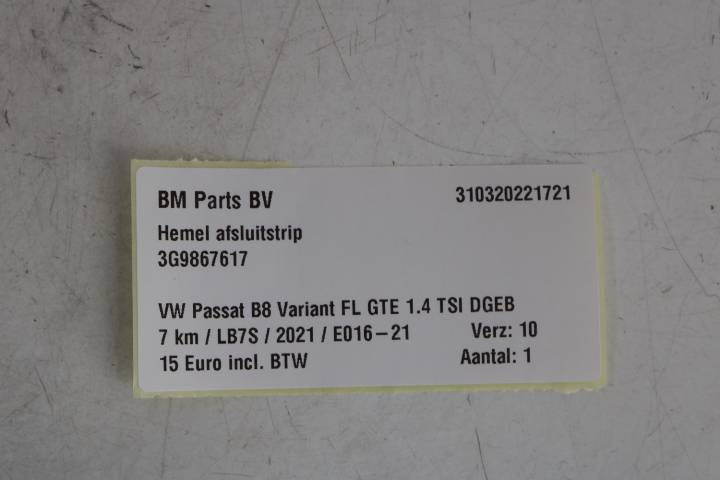 BM Parts BV 310320221721
Hemel afsluitstrip
3G9867617
VW Passat B8 Variant FL GTE 1.4 TSI DGEB
7 km / LB7S / 2021 / E016-21 Verz: 10
15 Euro incl. BTW Aantal: 1